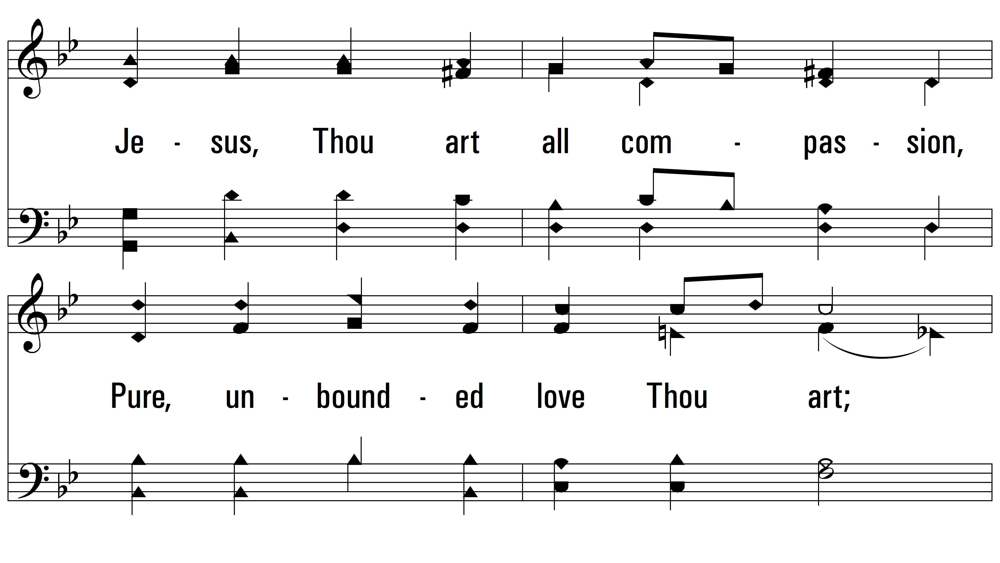 Je - sus, Thou art all com - pas - sion,
Pure, un - bound - ed love Thou art;